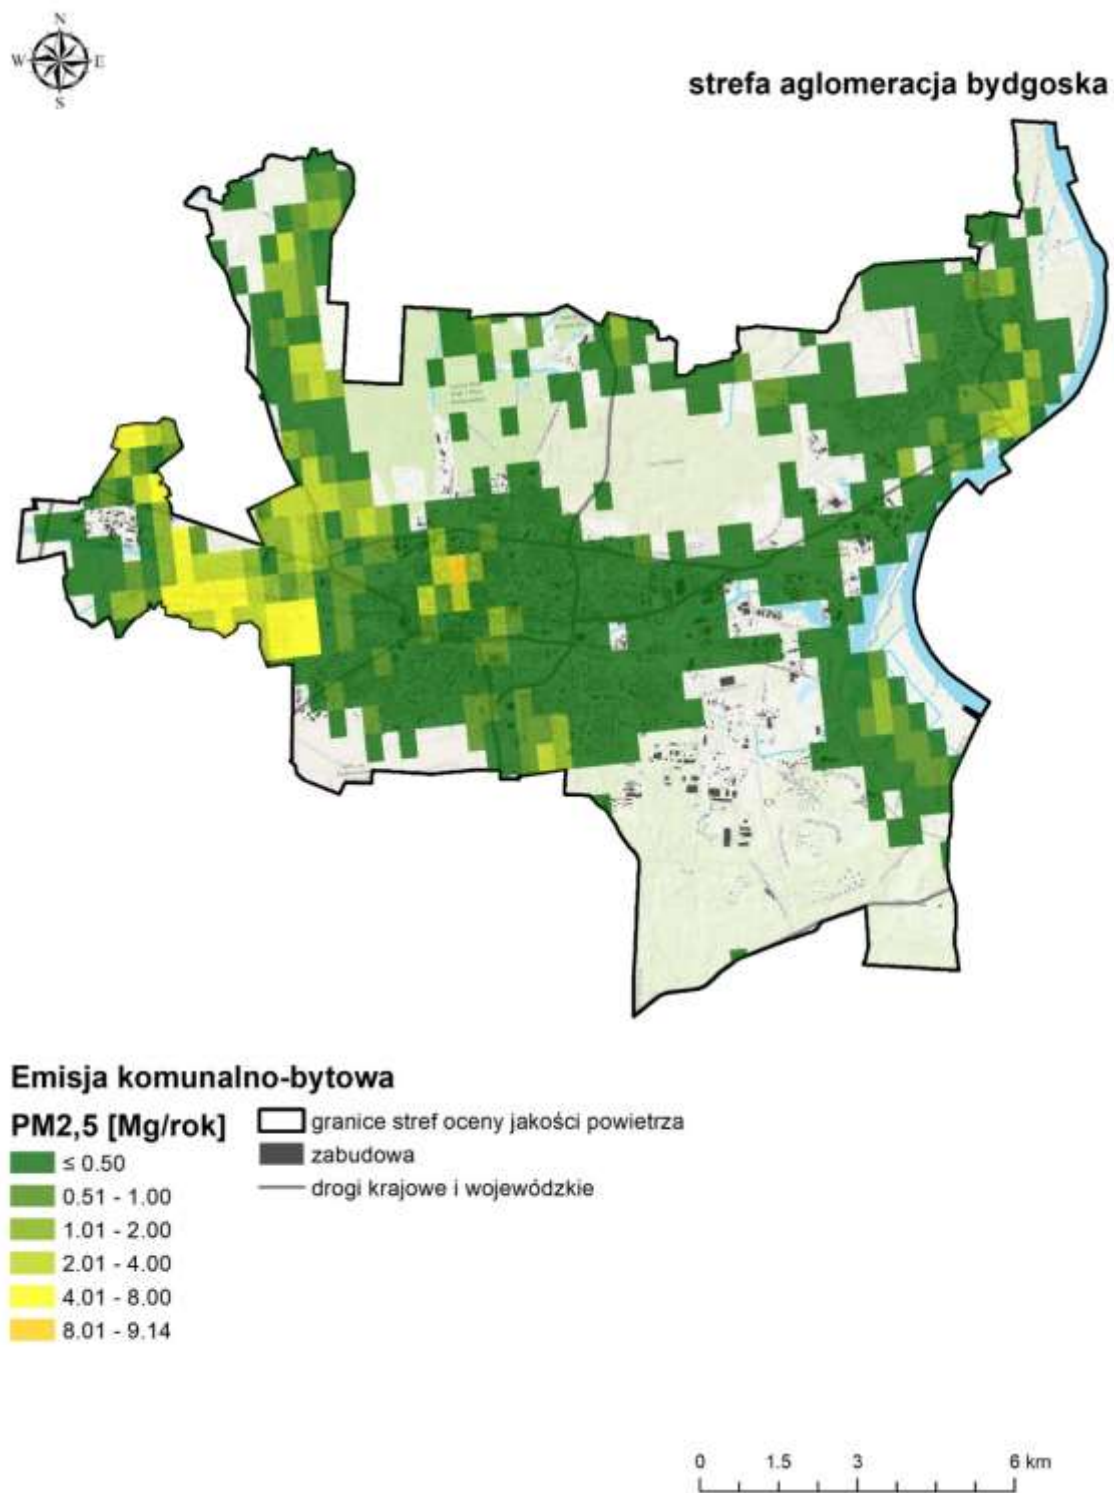 N
W E
S
strefa aglomeracja bydgoska
Emisja komunalno-bytowa
PM2,5 [Mg/rok]
≤ 0.50
0.51 - 1.00
1.01 - 2.00
2.01 - 4.00
4.01 - 8.00
8.01 - 9.14
granice stref oceny jakości powietrza
zabudowa
drogi krajowe i wojewódzkie
0 1.5 3 6 km